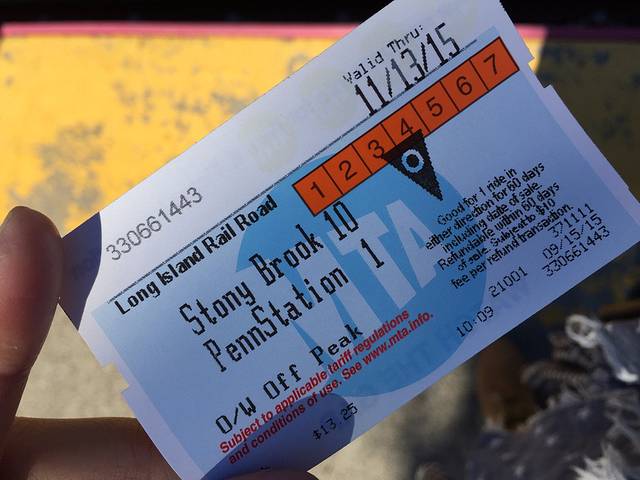 Valid Thru:
11/13/15
330661443
1 2 3 4 5 6 7
Long Island Rail Road
Stony Brook 10
PennStation 1
MTA
O/W Off Peak
Good for 1 ride in
either direction for 60 days
including date of sale.
Refundable within 60 days
of sale. Subject to $10
fee per refund transaction.
Subject to applicable tariff regulations
and conditions of use. See www.mta.info.
$13.25
10:09
21001
371111
09/15/15
330661443